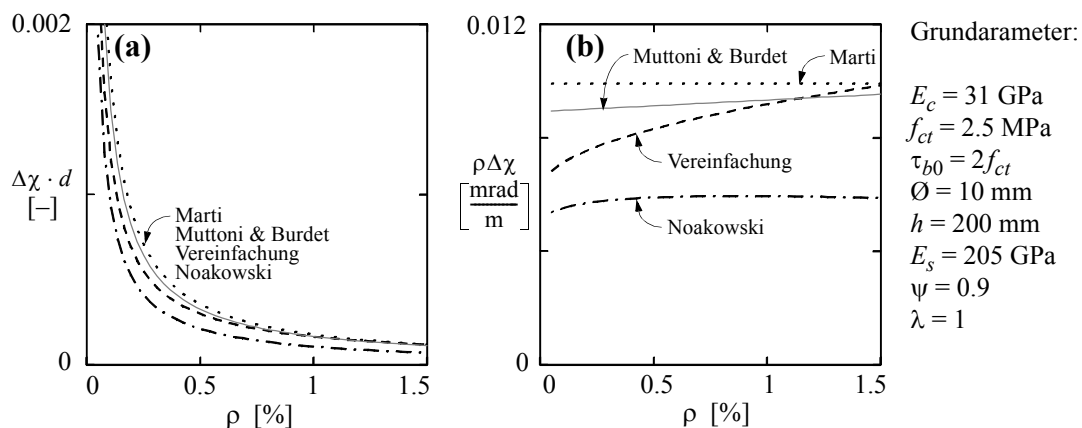 0.002
(a)
Δχ · d
[–]
Marti
Muttoni & Burdet
Vereinfachung
Noakowski
0
0
0.5
1
1.5
ρ [%]
0.012
(b)
Muttoni & Burdet
Marti
ρΔχ
[mrad/m]
Vereinfachung
Noakowski
0
0
0.5
1
1.5
ρ [%]
Grundarameter:
E_c = 31 GPa
f_ct = 2.5 MPa
τ_b0 = 2f_ct
Ø = 10 mm
h = 200 mm
E_s = 205 GPa
ψ = 0.9
λ = 1